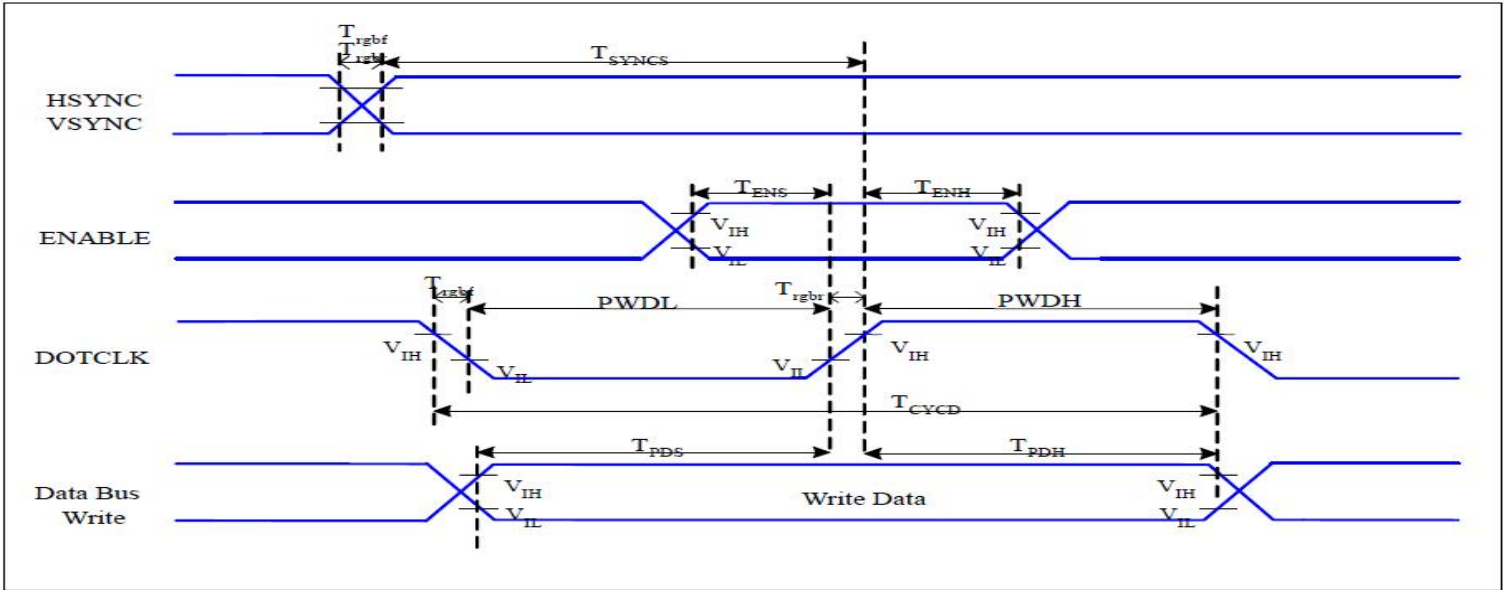 Trgbf
Trgbr
TSYNCS
HSYNC
VSYNC
TENS
TENH
VIH
VIH
ENABLE
VIL
VIL
Trgbf
PWDL
Trgbr
PWDH
VIH
VIH
VIH
DOTCLK
VIL
VIL
TCYCD
TPDS
TPDH
VIH
Write Data
VIH
Data Bus
Write
VIL
VIL